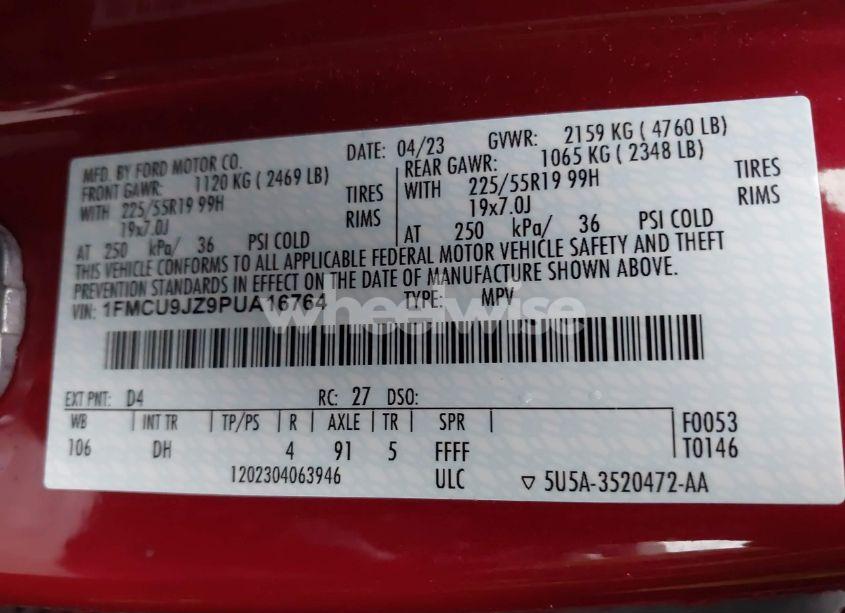 MFD. BY FORD MOTOR CO.
DATE: 04/23
GVWR: 2159 KG ( 4760 LB)
FRONT GAWR: 1120 KG ( 2469 LB)
REAR GAWR: 1065 KG ( 2348 LB)
WITH 225/55R19 99H TIRES
WITH 225/55R19 99H TIRES
19x7.0J RIMS
19x7.0J RIMS
AT 250 kPa/ 36 PSI COLD
AT 250 kPa/ 36 PSI COLD
THIS VEHICLE CONFORMS TO ALL APPLICABLE FEDERAL MOTOR VEHICLE SAFETY AND THEFT
PREVENTION STANDARDS IN EFFECT ON THE DATE OF MANUFACTURE SHOWN ABOVE.
VIN: 1FMCU9JZ9PUA16764
TYPE: MPV
wheelwise
EXT PNT: D4 RC: 27 DSO:
WB INT TR TP/PS R AXLE TR SPR
F0053
106 DH 4 91 5 FFFF
T0146
1202304063946 ULC ▽ 5U5A-3520472-AA